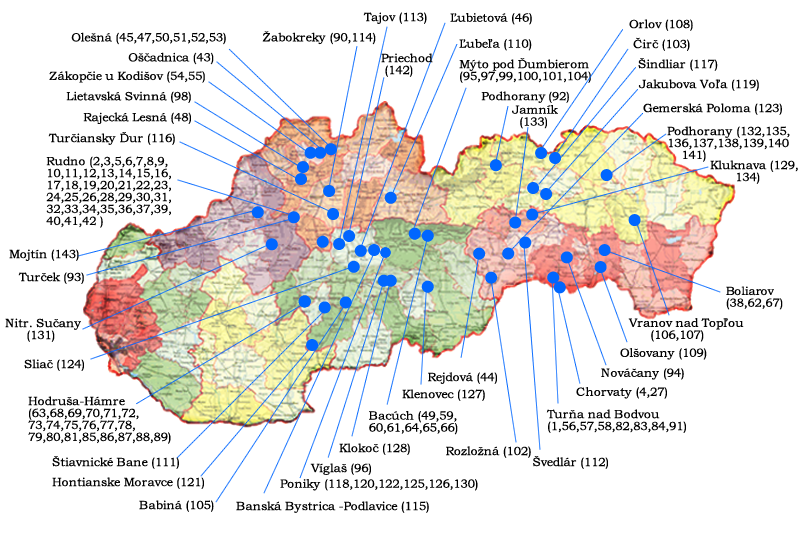 Tajov (113)
Ľubietová (46)
Orlov (108)
Olešná (45,47,50,51,52,53)
Žabokreky (90,114)
Ľubeľa (110)
Čirč (103)
Oščadnica (43)
Priechod
(142)
Mýto pod Ďumbierom
(95,97,99,100,101,104)
Šindliar (117)
Zákopčie u Kodišov (54,55)
Jakubova Voľa (119)
Lietavská Svinná (98)
Podhorany (92)
Jamník
(133)
Gemerská Poloma (123)
Rajecká Lesná (48)
Podhorany (132,135,
136,137,138,139,140
141)
Turčiansky Ďur (116)
Kluknava (129,
134)
Rudno (2,3,5,6,7,8,9,
10,11,12,13,14,15,16,
17,18,19,20,21,22,23,
24,25,26,28,29,30,31,
32,33,34,35,36,37,39,
40,41,42 )
Mojtín (143)
Turček (93)
Boliarov
(38,62,67)
Nitr. Sučany
(131)
Vranov nad Topľou
(106,107)
Sliač (124)
Olšovany (109)
Rejdová (44)
Nováčany (94)
Klenovec (127)
Chorvaty (4,27)
Hodruša-Hámre
(63,68,69,70,71,72,
73,74,75,76,77,78,
79,80,81,85,86,87,88,89)
Bacúch (49,59,
60,61,64,65,66)
Turňa nad Bodvou
(1,56,57,58,82,83,84,91)
Klokoč (128)
Rozložná (102)
Štiavnické Bane (111)
Víglaš (96)
Švedlár (112)
Hontianske Moravce (121)
Poniky (118,120,122,125,126,130)
Babiná (105)
Banská Bystrica -Podlavice (115)